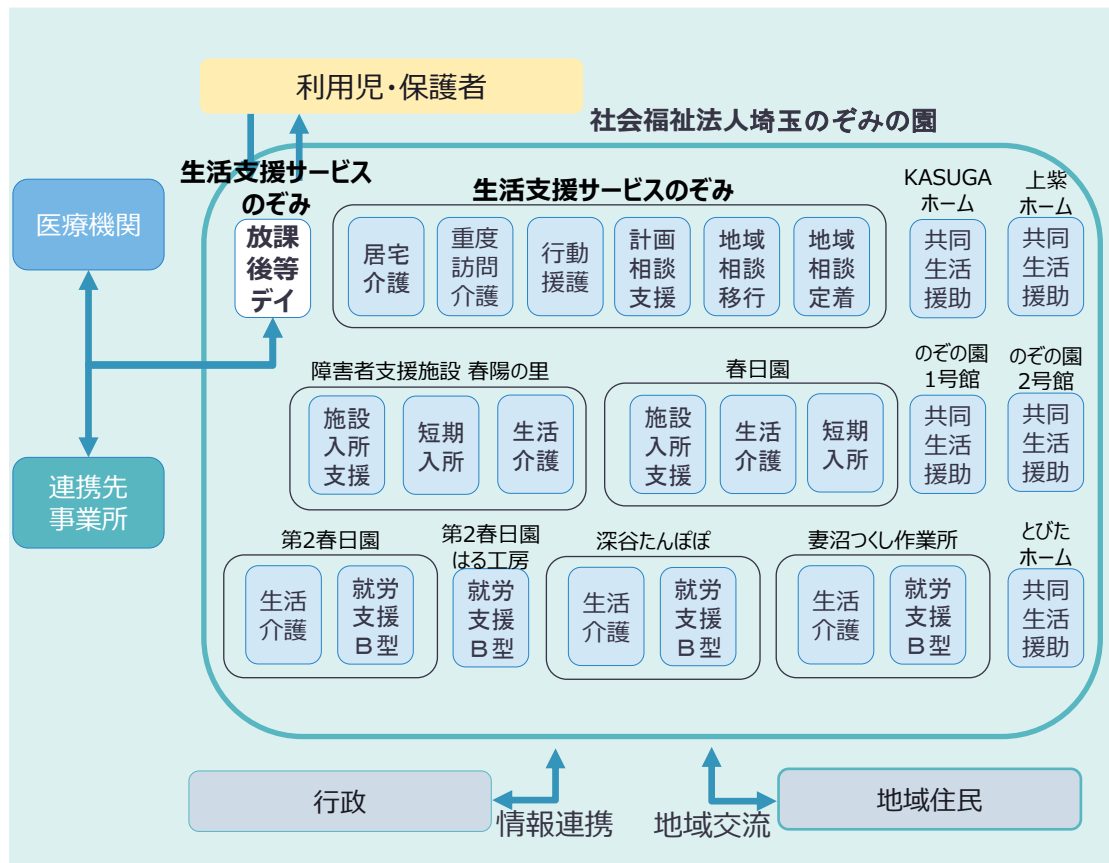 利用児・保護者
社会福祉法人埼玉のぞみの園
医療機関
連携先
事業所
生活支援サービス
のぞみ
放課
後等
デイ
生活支援サービスのぞみ
居宅
介護
重度
訪問
介護
行動
援護
計画
相談
支援
地域
相談
移行
地域
相談
定着
KASUGA
ホーム
共同
生活
援助
上紫
ホーム
共同
生活
援助
障害者支援施設 春陽の里
施設
入所
支援
短期
入所
生活
介護
春日園
施設
入所
支援
生活
介護
短期
入所
のぞの園
1号館
共同
生活
援助
のぞの園
2号館
共同
生活
援助
第2春日園
生活
介護
就労
支援
B型
第2春日園
はる工房
就労
支援
B型
深谷たんぽぽ
生活
介護
就労
支援
B型
妻沼つくし作業所
生活
介護
就労
支援
B型
とびた
ホーム
共同
生活
援助
行政
情報連携
地域交流
地域住民